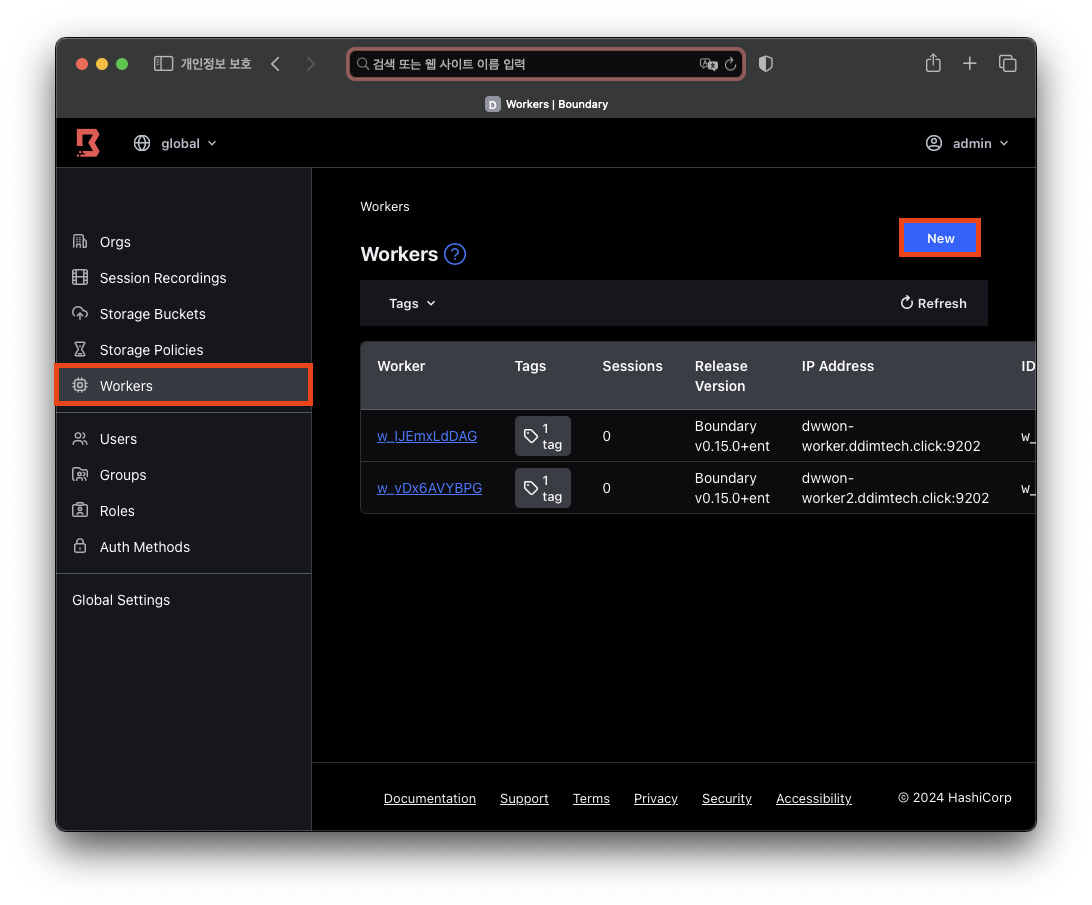 개인정보 보호
검색 또는 웹 사이트 이름 입력
D Workers | Boundary
global
admin
Orgs
Session Recordings
Storage Buckets
Storage Policies
Workers
Users
Groups
Roles
Auth Methods
Global Settings
Workers
Workers ?
New
Tags
Refresh
Worker Tags Sessions Release Version IP Address ID
w_IJEmxLdDAG 1 tag 0 Boundary v0.15.0+ent dwwon-worker.ddimtech.click:9202 w_
w_vDx6AVYBPG 1 tag 0 Boundary v0.15.0+ent dwwon-worker2.ddimtech.click:9202 w_
Documentation Support Terms Privacy Security Accessibility © 2024 HashiCorp